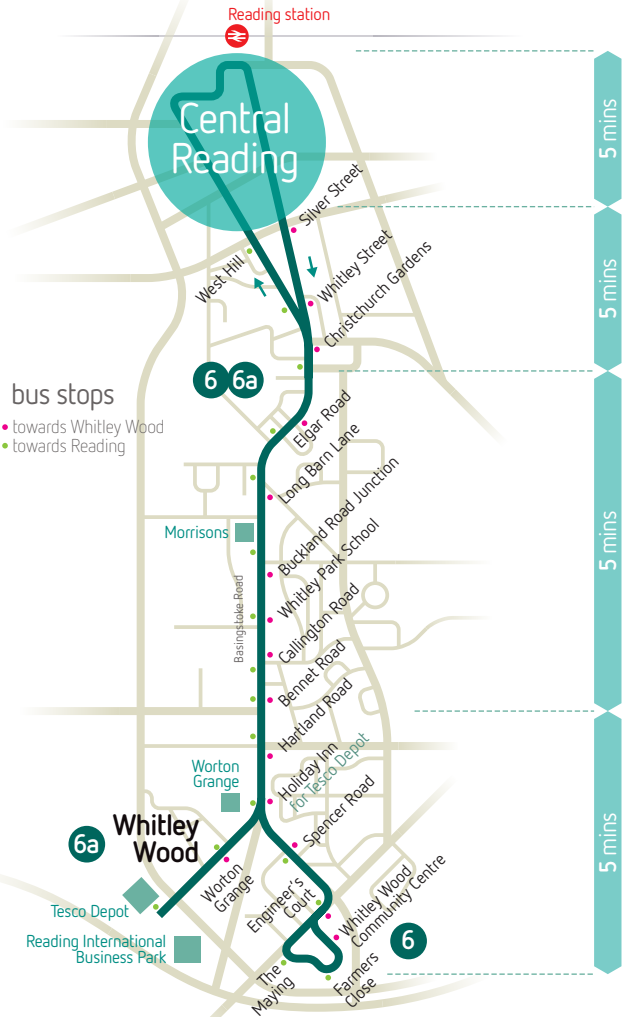 Reading station
Central
Reading
5 mins
Silver Street
West Hill
Whitley Street
Christchurch Gardens
5 mins
6
6a
bus stops
towards Whitley Wood
towards Reading
Elgar Road
Long Barn Lane
Morrisons
Buckland Road Junction
Whitley Park School
5 mins
Basingstoke Road
Callington Road
Bennet Road
Hartland Road
Worton
Grange
Holiday Inn
for Tesco Depot
Spencer Road
6a
Whitley
Wood
Worton
Grange
Tesco Depot
Engineer's
Court
Whitley Wood
Community Centre
5 mins
6
Reading International
Business Park
The
Maying
Farmers
Close